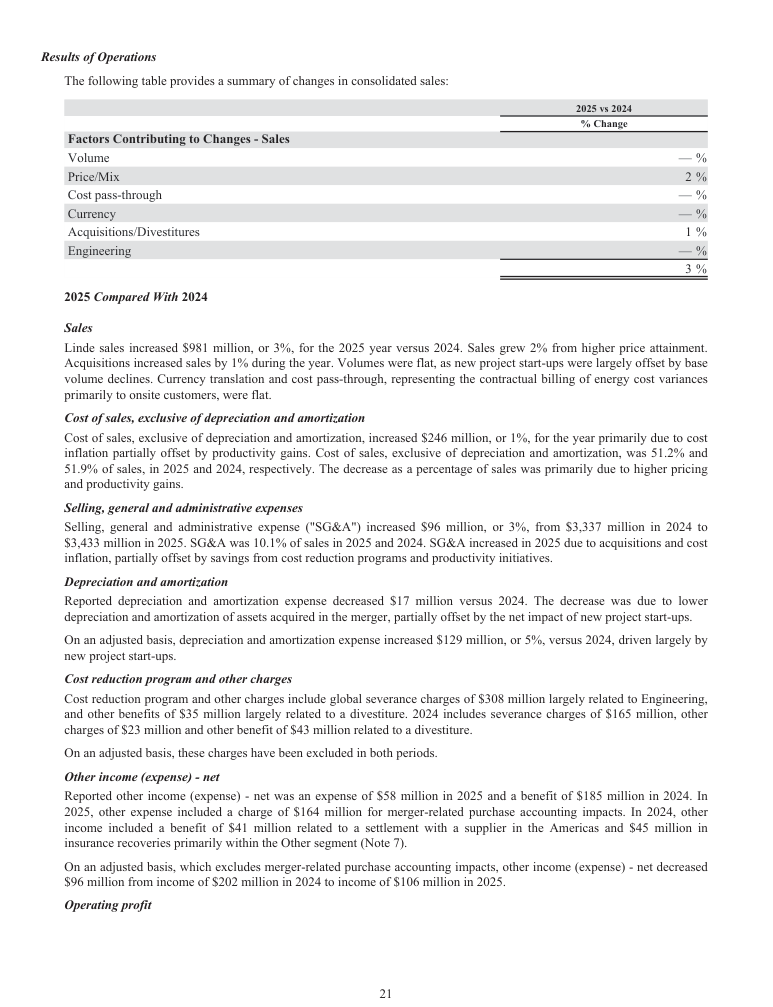 Results of Operations
The following table provides a summary of changes in consolidated sales:
2025 vs 2024
% Change
Factors Contributing to Changes - Sales
Volume — %
Price/Mix 2 %
Cost pass-through — %
Currency — %
Acquisitions/Divestitures 1 %
Engineering — %
3 %
2025 Compared With 2024
Sales
Linde sales increased $981 million, or 3%, for the 2025 year versus 2024. Sales grew 2% from higher price attainment.
Acquisitions increased sales by 1% during the year. Volumes were flat, as new project start-ups were largely offset by base
volume declines. Currency translation and cost pass-through, representing the contractual billing of energy cost variances
primarily to onsite customers, were flat.
Cost of sales, exclusive of depreciation and amortization
Cost of sales, exclusive of depreciation and amortization, increased $246 million, or 1%, for the year primarily due to cost
inflation partially offset by productivity gains. Cost of sales, exclusive of depreciation and amortization, was 51.2% and
51.9% of sales, in 2025 and 2024, respectively. The decrease as a percentage of sales was primarily due to higher pricing
and productivity gains.
Selling, general and administrative expenses
Selling, general and administrative expense ("SG&A") increased $96 million, or 3%, from $3,337 million in 2024 to
$3,433 million in 2025. SG&A was 10.1% of sales in 2025 and 2024. SG&A increased in 2025 due to acquisitions and cost
inflation, partially offset by savings from cost reduction programs and productivity initiatives.
Depreciation and amortization
Reported depreciation and amortization expense decreased $17 million versus 2024. The decrease was due to lower
depreciation and amortization of assets acquired in the merger, partially offset by the net impact of new project start-ups.
On an adjusted basis, depreciation and amortization expense increased $129 million, or 5%, versus 2024, driven largely by
new project start-ups.
Cost reduction program and other charges
Cost reduction program and other charges include global severance charges of $308 million largely related to Engineering,
and other benefits of $35 million largely related to a divestiture. 2024 includes severance charges of $165 million, other
charges of $23 million and other benefit of $43 million related to a divestiture.
On an adjusted basis, these charges have been excluded in both periods.
Other income (expense) - net
Reported other income (expense) - net was an expense of $58 million in 2025 and a benefit of $185 million in 2024. In
2025, other expense included a charge of $164 million for merger-related purchase accounting impacts. In 2024, other
income included a benefit of $41 million related to a settlement with a supplier in the Americas and $45 million in
insurance recoveries primarily within the Other segment (Note 7).
On an adjusted basis, which excludes merger-related purchase accounting impacts, other income (expense) - net decreased
$96 million from income of $202 million in 2024 to income of $106 million in 2025.
Operating profit
21